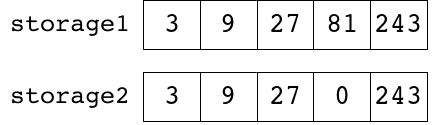 storage1 3 9 27 81 243
storage2 3 9 27 0 243